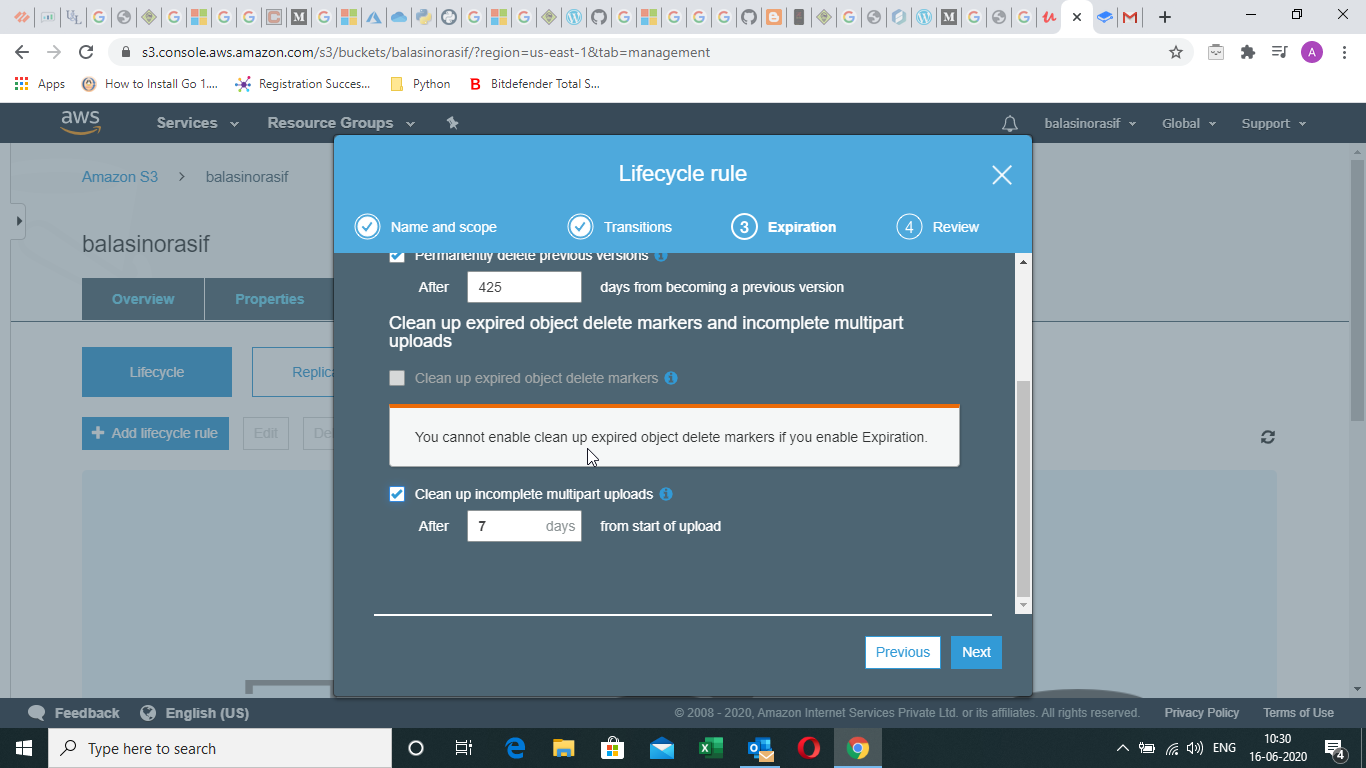 s3.console.aws.amazon.com/s3/buckets/balasinorasif/?region=us-east-1&tab=management
A
Apps
How to Install Go 1....
Registration Succes...
Python
B Bitdefender Total S...
aws
Services
Resource Groups
balasinorasif
Global
Support
Lifecycle rule
Amazon S3 > balasinorasif
Name and scope
Transitions
3 Expiration
4 Review
balasinorasif
Permanently delete previous versions
After 425 days from becoming a previous version
Overview
Properties
Clean up expired object delete markers and incomplete multipart
uploads
Lifecycle
Replica
Clean up expired object delete markers
+ Add lifecycle rule
Edit
De
You cannot enable clean up expired object delete markers if you enable Expiration.
Clean up incomplete multipart uploads
After 7 days from start of upload
Previous
Next
Feedback
English (US)
© 2008 - 2020, Amazon Internet Services Private Ltd. or its affiliates. All rights reserved.
Privacy Policy
Terms of Use
Type here to search
ENG
10:30
16-06-2020
4